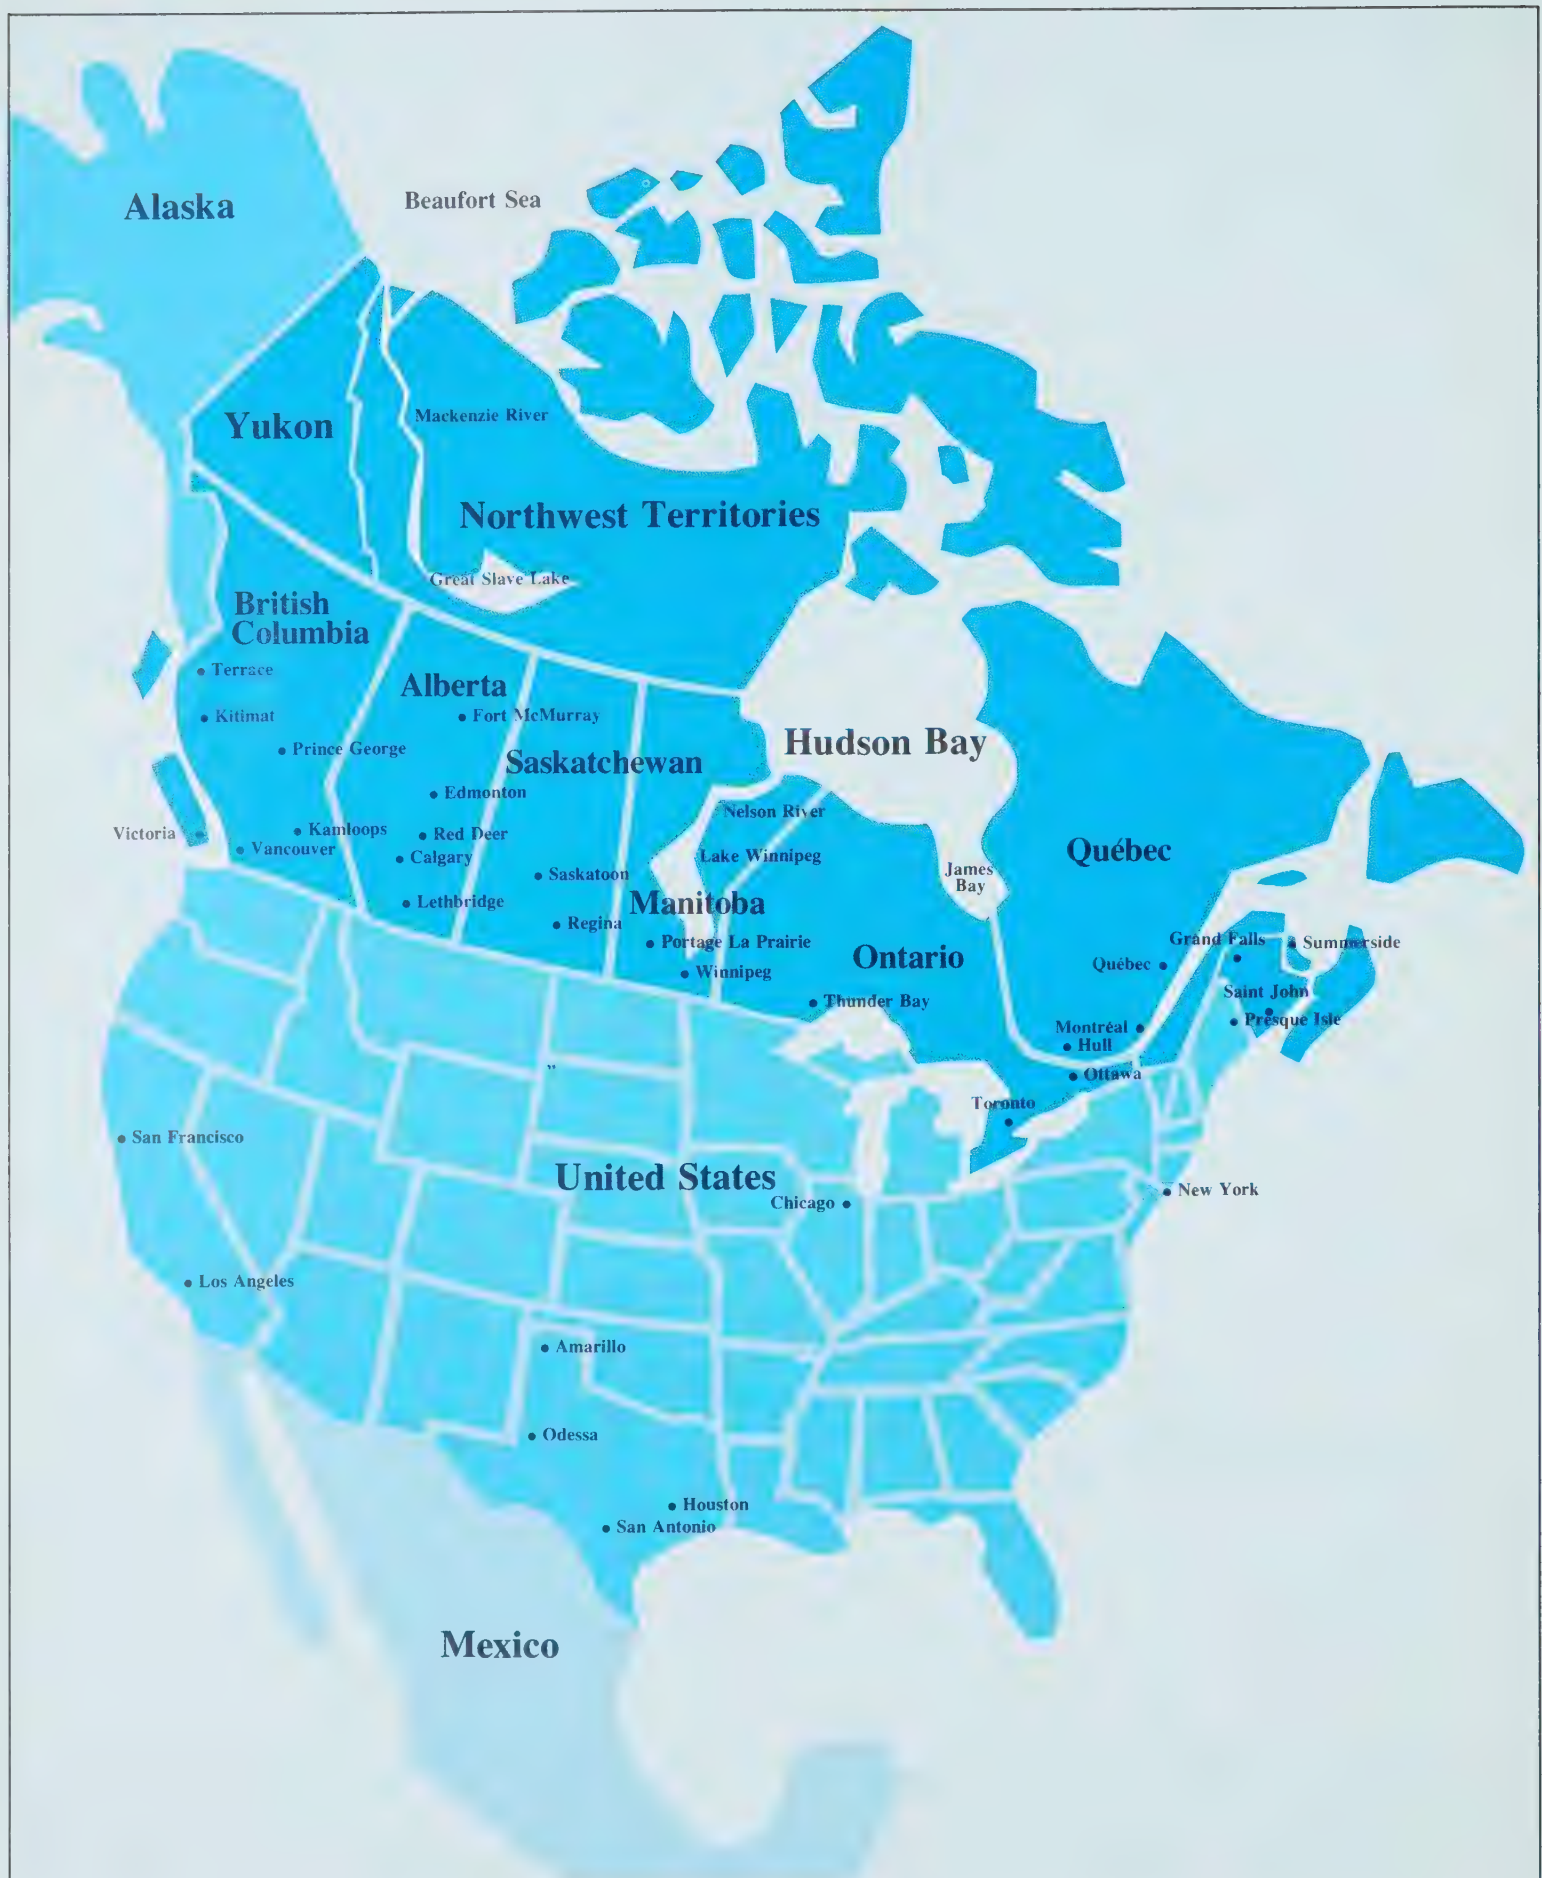 Alaska
Beaufort Sea
Yukon
Mackenzie River
Northwest Territories
Great Slave Lake
British
Columbia
Terrace
Alberta
Kitimat
Fort McMurray
Prince George
Hudson Bay
Saskatchewan
Edmonton
Nelson River
Victoria
Kamloops
Red Deer
Vancouver
Calgary
Lake Winnipeg
Québec
James
Bay
Saskatoon
Lethbridge
Manitoba
Regina
Portage La Prairie
Grand Falls
Summerside
Ontario
Québec
Winnipeg
Saint John
Thunder Bay
Presque Isle
Montréal
Hull
Ottawa
Toronto
San Francisco
United States
New York
Chicago
Los Angeles
Amarillo
Odessa
Houston
San Antonio
Mexico